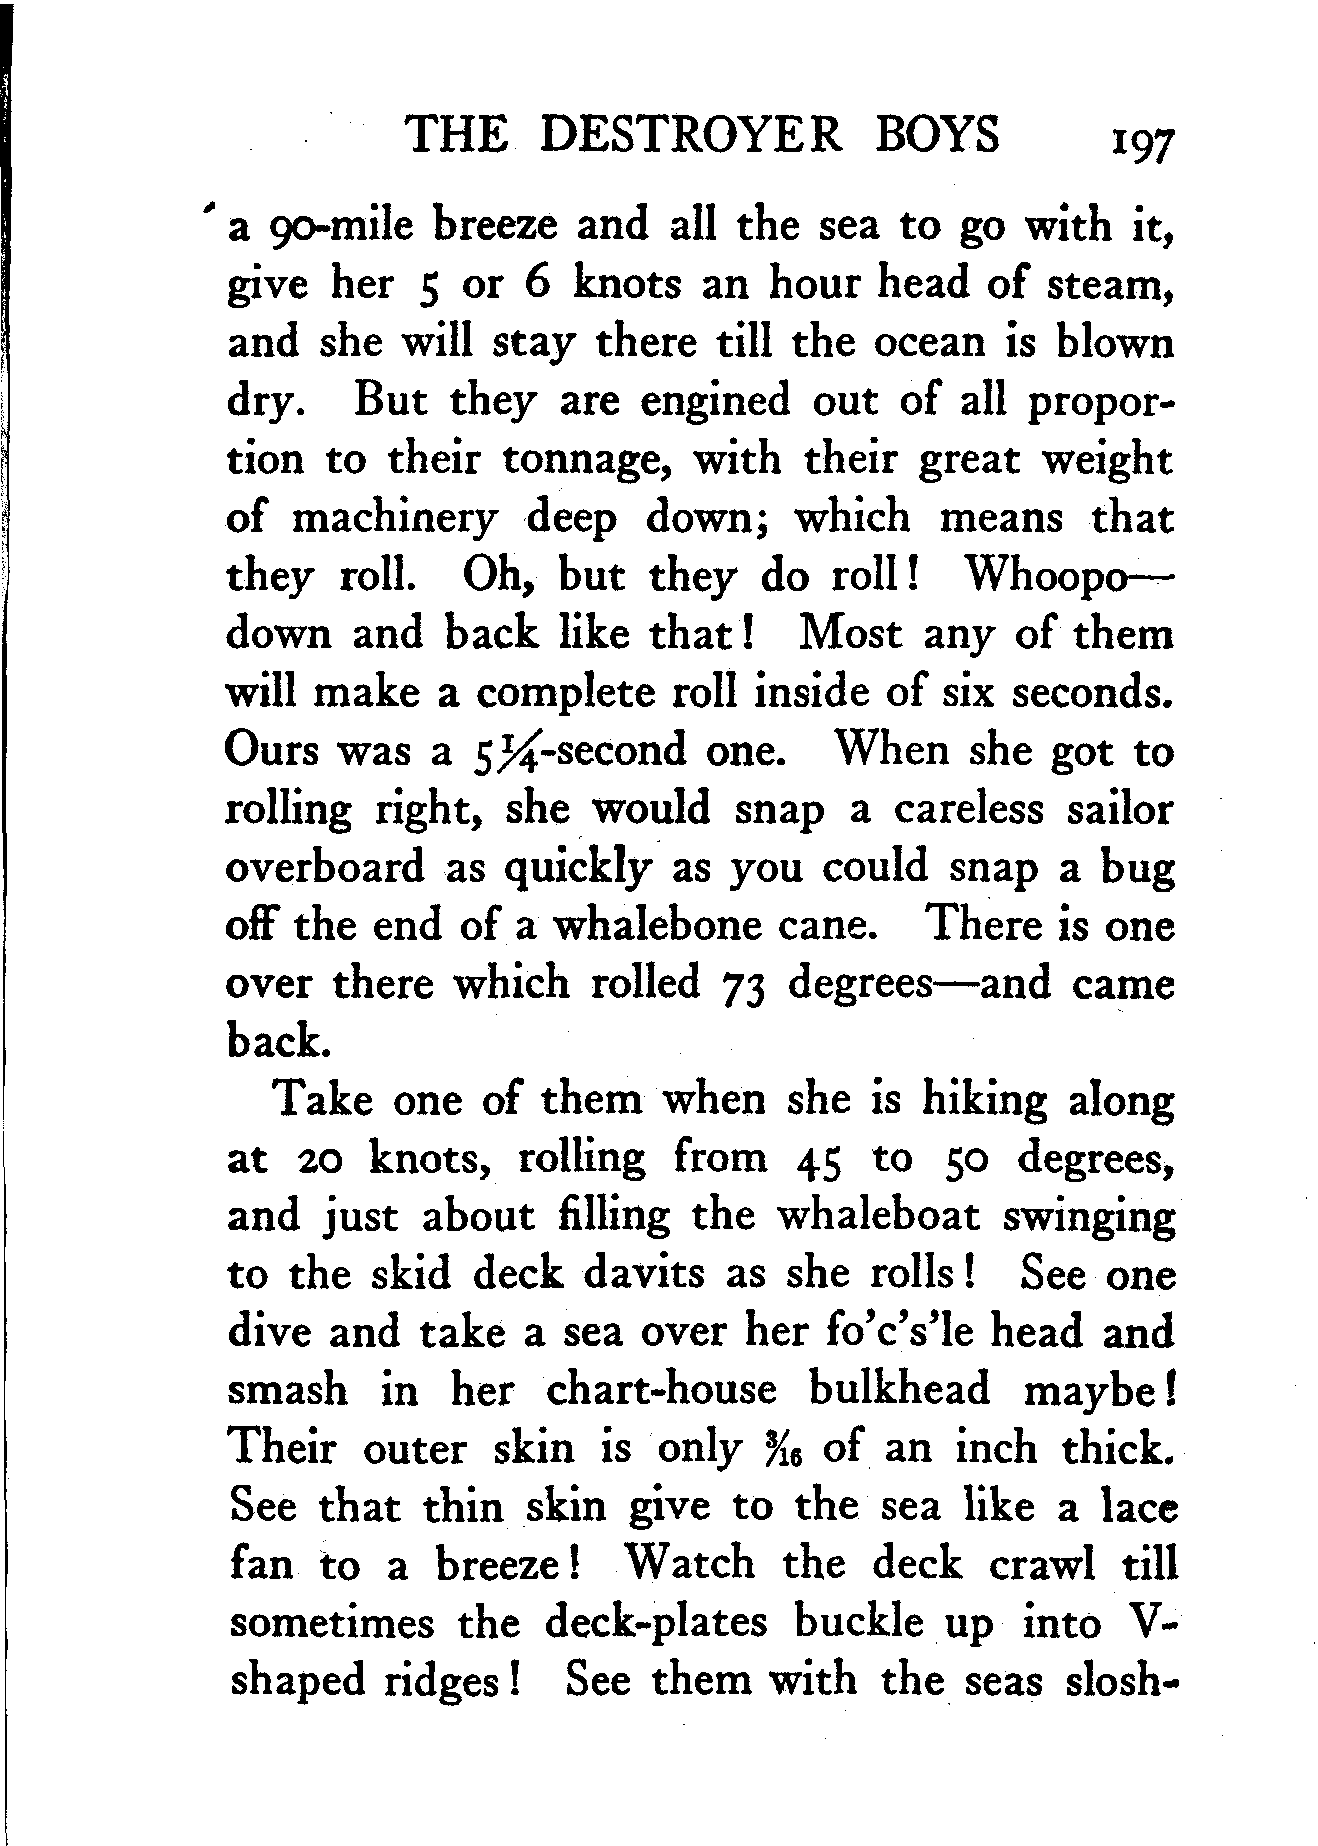 THE DESTROYER BOYS 197
a 90-mile breeze and all the sea to go with it,
give her 5 or 6 knots an hour head of steam,
and she will stay there till the ocean is blown
dry. But they are engined out of all propor-
tion to their tonnage, with their great weight
of machinery deep down; which means that
they roll. Oh, but they do roll! Whoopo—
down and back like that! Most any of them
will make a complete roll inside of six seconds.
Ours was a 5¼-second one. When she got to
rolling right, she would snap a careless sailor
overboard as quickly as you could snap a bug
off the end of a whalebone cane. There is one
over there which rolled 73 degrees—and came
back.
Take one of them when she is hiking along
at 20 knots, rolling from 45 to 50 degrees,
and just about filling the whaleboat swinging
to the skid deck davits as she rolls! See one
dive and take a sea over her fo'c's'le head and
smash in her chart-house bulkhead maybe!
Their outer skin is only 3/16 of an inch thick.
See that thin skin give to the sea like a lace
fan to a breeze! Watch the deck crawl till
sometimes the deck-plates buckle up into V-
shaped ridges! See them with the seas slosh-